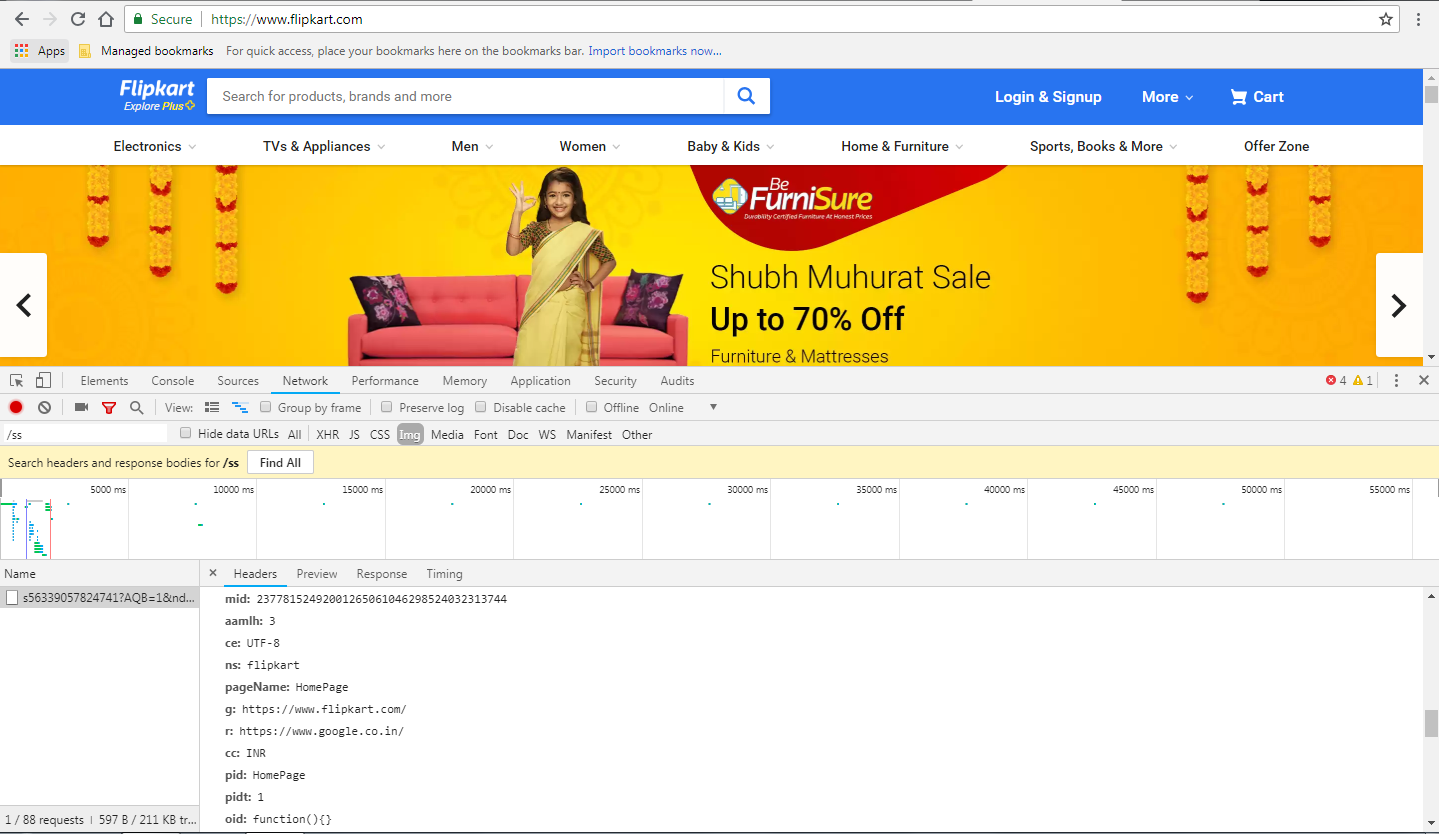 Secure https://www.flipkart.com
Apps Managed bookmarks For quick access, place your bookmarks here on the bookmarks bar. Import bookmarks now...
Flipkart
Explore Plus
Search for products, brands and more
Login & Signup More Cart
Electronics TVs & Appliances Men Women Baby & Kids Home & Furniture Sports, Books & More Offer Zone
Be
FurniSure
Durability Certified Furniture At Honest Prices
Shubh Muhurat Sale
Up to 70% Off
Furniture & Mattresses
Elements Console Sources Network Performance Memory Application Security Audits 4 1
View: Group by frame Preserve log Disable cache Offline Online
/ss Hide data URLs All XHR JS CSS Img Media Font Doc WS Manifest Other
Search headers and response bodies for /ss Find All
5000 ms 10000 ms 15000 ms 20000 ms 25000 ms 30000 ms 35000 ms 40000 ms 45000 ms 50000 ms 55000 ms
Name Headers Preview Response Timing
s56339057824741?AQB=1&nd...
mid: 23778152492001265061046298524032313744
aamlh: 3
ce: UTF-8
ns: flipkart
pageName: HomePage
g: https://www.flipkart.com/
r: https://www.google.co.in/
cc: INR
pid: HomePage
pidt: 1
oid: function(){}
1 / 88 requests | 597 B / 211 KB tr...